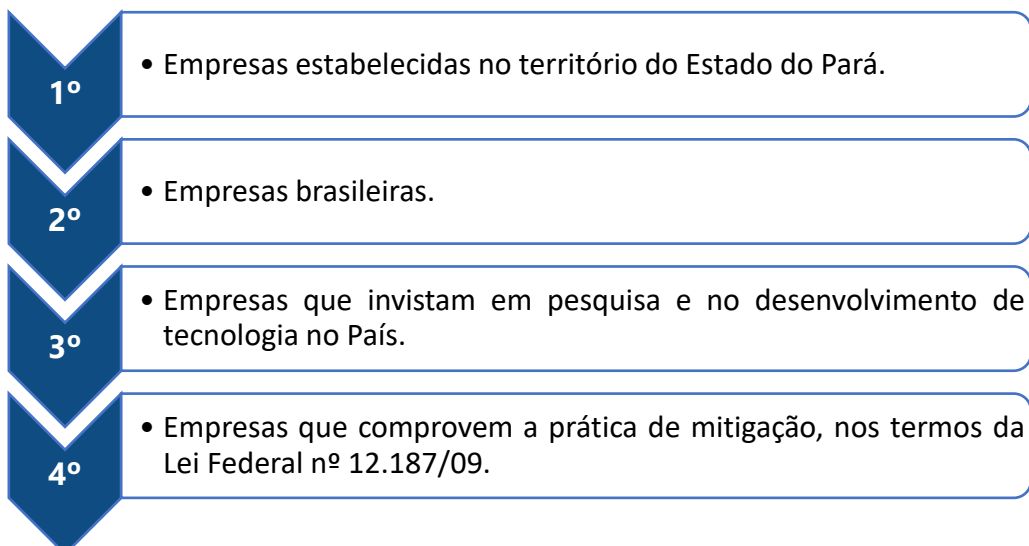 1º
• Empresas estabelecidas no território do Estado do Pará.
2º
• Empresas brasileiras.
3º
• Empresas que invistam em pesquisa e no desenvolvimento de
tecnologia no País.
4º
• Empresas que comprovem a prática de mitigação, nos termos da
Lei Federal nº 12.187/09.